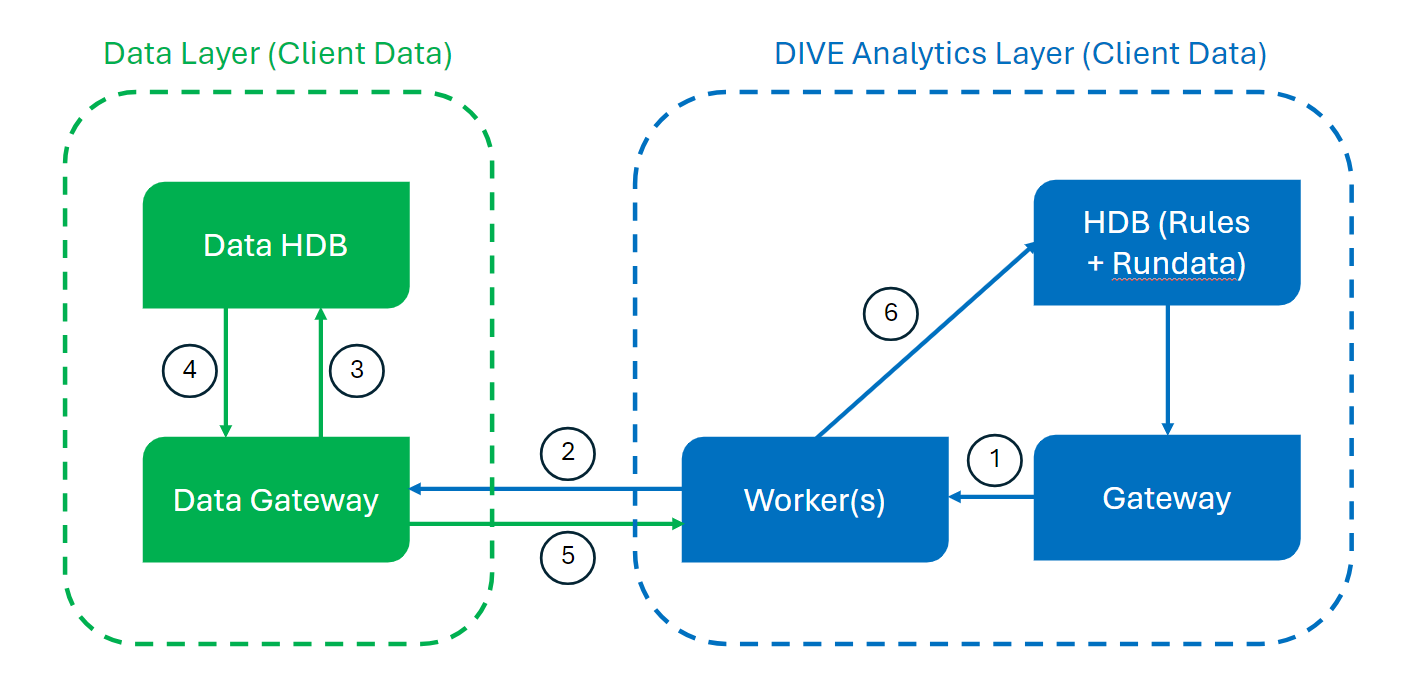 Data Layer (Client Data)
DIVE Analytics Layer (Client Data)
Data HDB
HDB (Rules
+ Rundata)
4
3
6
Data Gateway
2
5
Worker(s)
1
Gateway